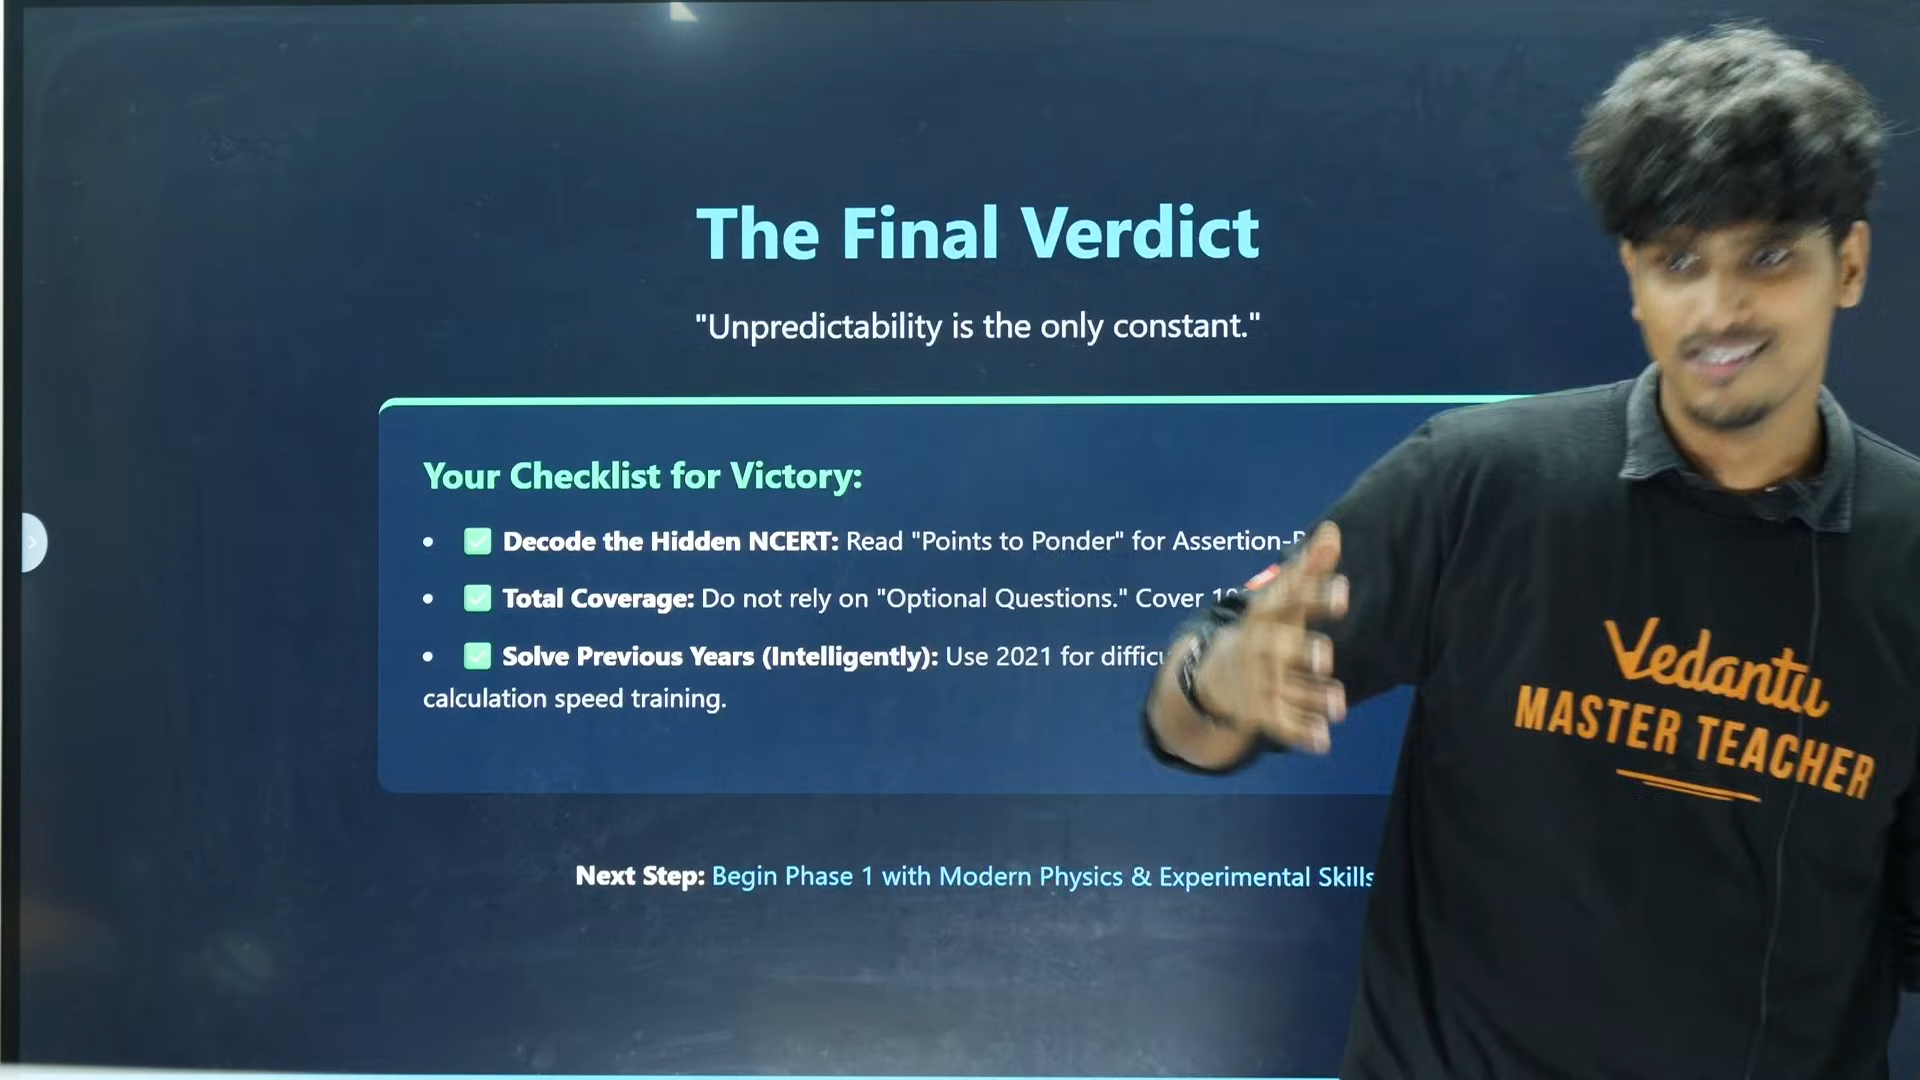 The Final Verdict
"Unpredictability is the only constant."
Your Checklist for Victory:
• ✅ Decode the Hidden NCERT: Read "Points to Ponder" for Assertion-
• ✅ Total Coverage: Do not rely on "Optional Questions." Cover
• ✅ Solve Previous Years (Intelligently): Use 2021 for
calculation speed training.
Next Step: Begin Phase 1 with Modern Physics & Experimental Skills
Vedantu
MASTER TEACHER